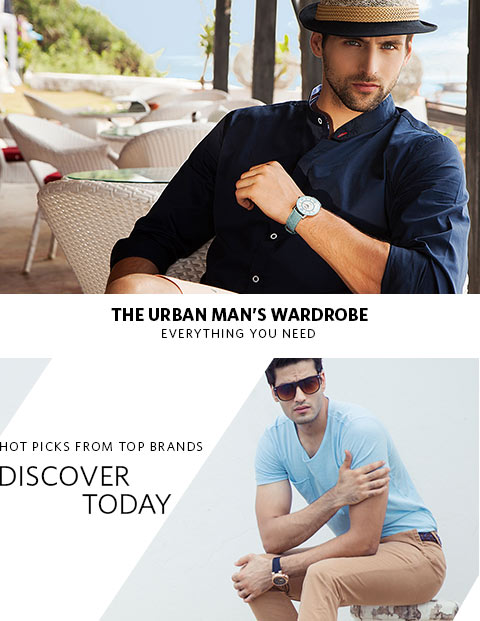 THE URBAN MAN'S WARDROBE
EVERYTHING YOU NEED
HOT PICKS FROM TOP BRANDS
DISCOVER
TODAY